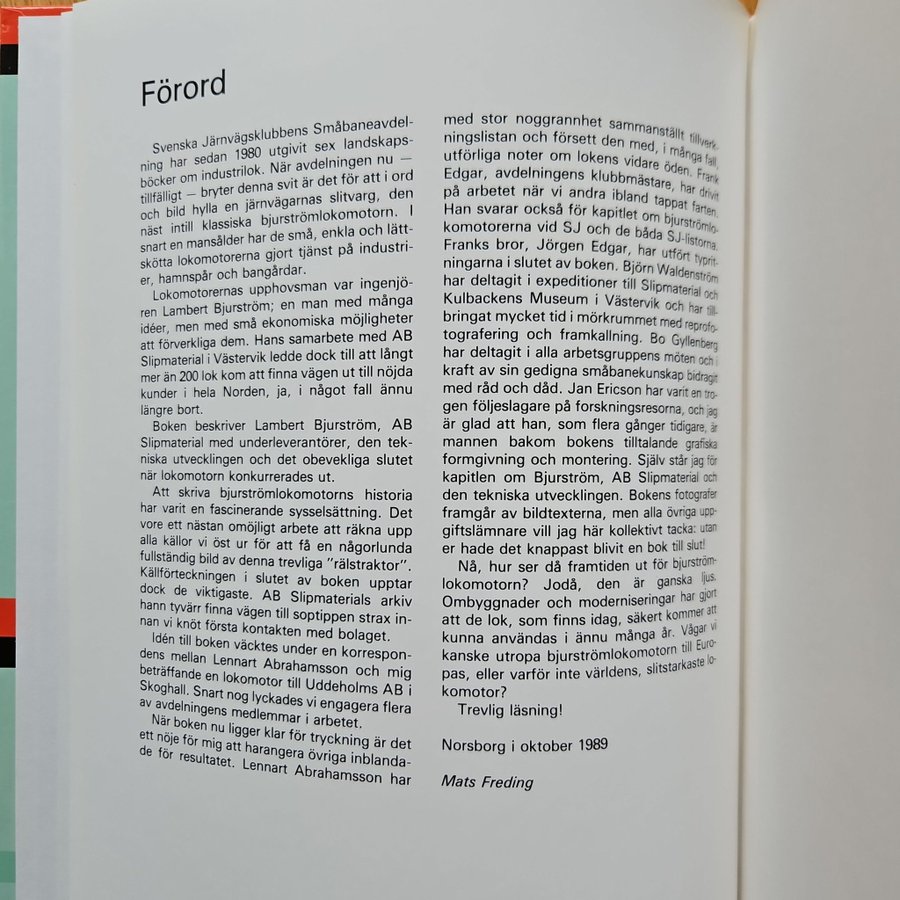 Förord
Svenska Järnvägsklubbens Småbaneavdel-
ning har sedan 1980 utgivit sex landskaps-
böcker om industrilok. När avdelningen nu —
tillfälligt — bryter denna svit är det för att i ord
och bild hylla en järnvägarnas slitvarg, den
näst intill klassiska bjurströmlokomotorn. I
snart en mansålder har de små, enkla och lätt-
skötta lokomotorerna gjort tjänst på industri-
er, hamnspår och bangårdar.
Lokomotorernas upphovsman var ingenjö-
ren Lambert Bjurström; en man med många
idéer, men med små ekonomiska möjligheter
att förverkliga dem. Hans samarbete med AB
Slipmaterial i Västervik ledde dock till att långt
mer än 200 lok kom att finna vägen ut till nöjda
kunder i hela Norden, ja, i något fall ännu
längre bort.
Boken beskriver Lambert Bjurström, AB
Slipmaterial med underleverantörer, den tek-
niska utvecklingen och det obevekliga slutet
när lokomotorn konkurrerades ut.
Att skriva bjurströmlokomotorns historia
har varit en fascinerande sysselsättning. Det
vore ett nästan omöjligt arbete att räkna upp
alla källor vi öst ur för att få en någorlunda
fullständig bild av denna trevliga "rälstraktor".
Källförteckningen i slutet av boken upptar
dock de viktigaste. AB Slipmaterials arkiv
hann tyvärr finna vägen till soptippen strax in-
nan vi knöt första kontakten med bolaget.
Idén till boken väcktes under en korrespon-
dens mellan Lennart Abrahamsson och mig
beträffande en lokomotor till Uddeholms AB i
Skoghall. Snart nog lyckades vi engagera flera
av avdelningens medlemmar i arbetet.
När boken nu ligger klar för tryckning är det
ett nöje för mig att harangera övriga inblanda-
de för resultatet. Lennart Abrahamsson har
med stor noggrannhet sammanställt tillverk-
ningslistan och försett den med, i många fall,
utförliga noter om lokens vidare öden. Frank
Edgar, avdelningens klubbmästare, har drivit
på arbetet när vi andra ibland tappat farten.
Han svarar också för kapitlet om bjurströmlo-
komotorerna vid SJ och de båda SJ-listorna.
Franks bror, Jörgen Edgar, har utfört typrit-
ningarna i slutet av boken. Björn Waldenström
har deltagit i expeditioner till Slipmaterial och
Kulbackens Museum i Västervik och har till-
bringat mycket tid i mörkrummet med reprofo-
tografering och framkallning. Bo Gyllenberg
har deltagit i alla arbetsgruppens möten och i
kraft av sin gedigna småbanekunskap bidragit
med råd och dåd. Jan Ericson har varit en tro-
gen följeslagare på forskningsresorna, och jag
är glad att han, som flera gånger tidigare, är
mannen bakom bokens tilltalande grafiska
formgivning och montering. Själv står jag för
kapitlen om Bjurström, AB Slipmaterial och
den tekniska utvecklingen. Bokens fotografer
framgår av bildtexterna, men alla övriga upp-
giftslämnare vill jag här kollektivt tacka: utan
er hade det knappast blivit en bok till slut!
Nå, hur ser då framtiden ut för bjurström-
lokomotorn? Jodå, den är ganska ljus.
Ombyggnader och moderniseringar har gjort
att de lok, som finns idag, säkert kommer att
kunna användas i ännu många år. Vågar vi
kanske utropa bjurströmlokomotorn till Euro-
pas, eller varför inte världens, slitstarkaste lo-
komotor?
Trevlig läsning!
Norsborg i oktober 1989
Mats Freding